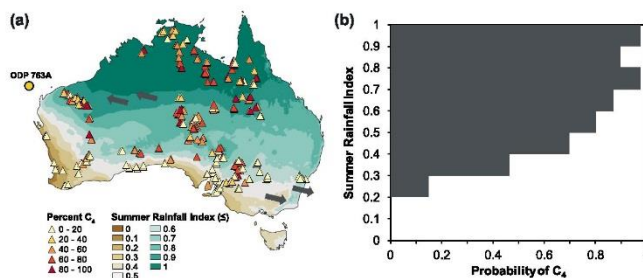 (a)
ODP 763A
Percent C4
0 - 20
20 - 40
40 - 60
60 - 80
80 - 100
Summer Rainfall Index (≤)
0
0.1
0.2
0.3
0.4
0.5
0.6
0.7
0.8
0.9
1
(b)
Summer Rainfall Index
1
0.9
0.8
0.7
0.6
0.5
0.4
0.3
0.2
0.1
0
0
0.2
0.4
0.6
0.8
Probability of C4